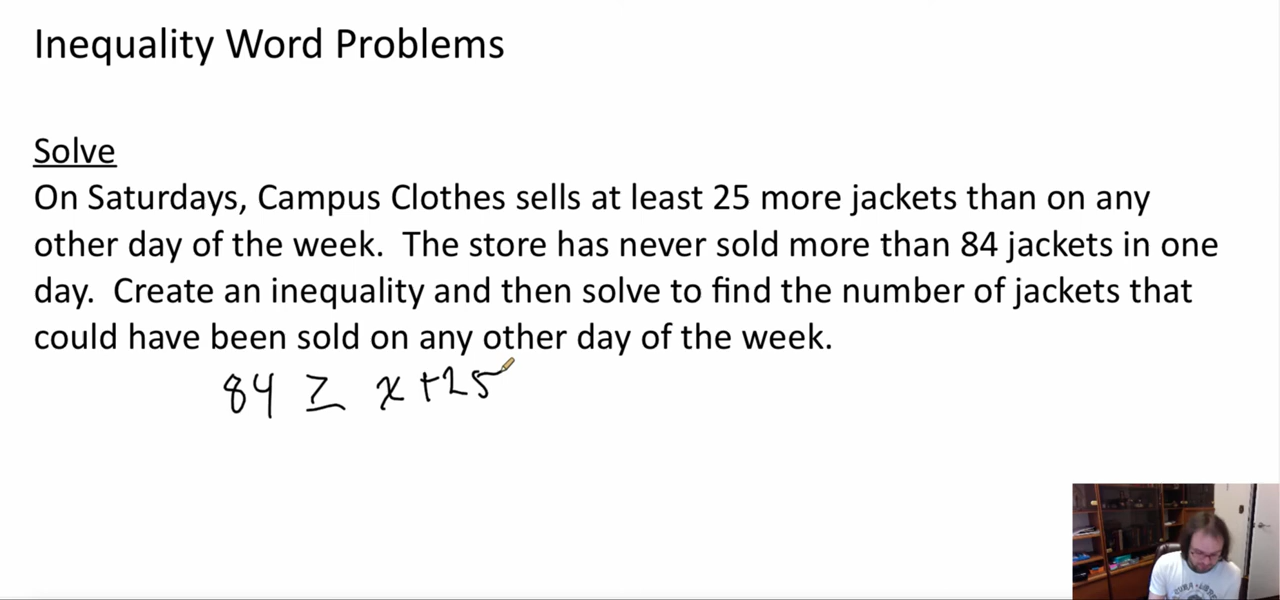 Inequality Word Problems
Solve
On Saturdays, Campus Clothes sells at least 25 more jackets than on any
other day of the week. The store has never sold more than 84 jackets in one
day. Create an inequality and then solve to find the number of jackets that
could have been sold on any other day of the week.
84 ≥ x+25